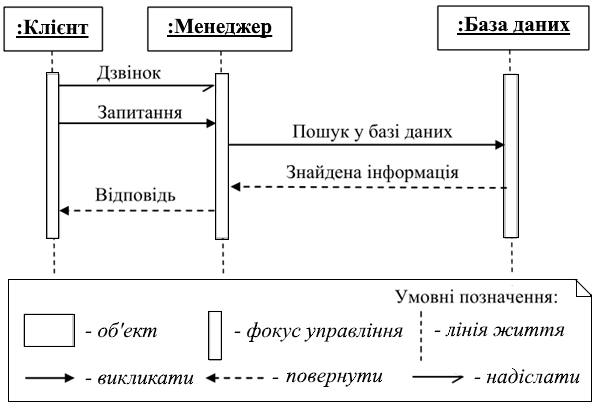 :Клієнт :Менеджер :База даних
Дзвінок
Запитання
Пошук у базі даних
Знайдена інформація
Відповідь
Умовні позначення:
- об'ект - фокус управління - лінія життя
- викликати - повернути - надіслати